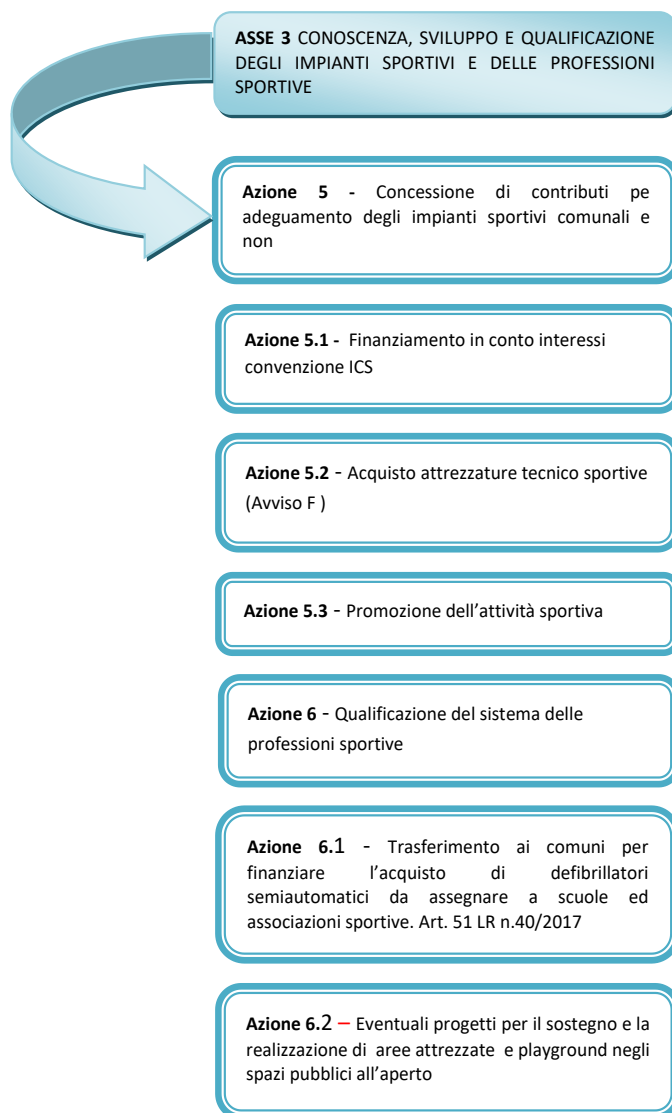 ASSE 3 CONOSCENZA, SVILUPPO E QUALIFICAZIONE
DEGLI IMPIANTI SPORTIVI E DELLE PROFESSIONI
SPORTIVE
Azione 5 - Concessione di contributi pe
adeguamento degli impianti sportivi comunali e
non
Azione 5.1 - Finanziamento in conto interessi
convenzione ICS
Azione 5.2 - Acquisto attrezzature tecnico sportive
(Avviso F )
Azione 5.3 - Promozione dell'attività sportiva
Azione 6 - Qualificazione del sistema delle
professioni sportive
Azione 6.1 - Trasferimento ai comuni per
finanziare l'acquisto di defibrillatori
semiautomatici da assegnare a scuole ed
associazioni sportive. Art. 51 LR n.40/2017
Azione 6.2 – Eventuali progetti per il sostegno e la
realizzazione di aree attrezzate e playground negli
spazi pubblici all'aperto